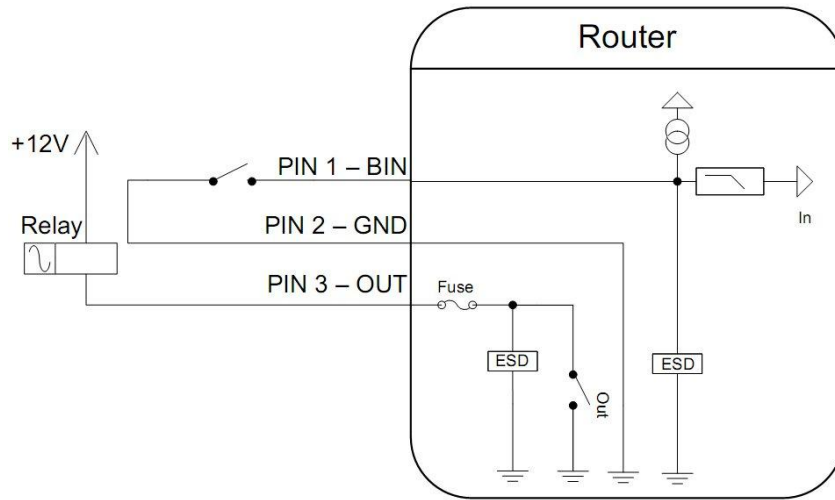 Router
+12V
PIN 1 – BIN
In
Relay
PIN 2 – GND
PIN 3 – OUT
Fuse
ESD
ESD
Out